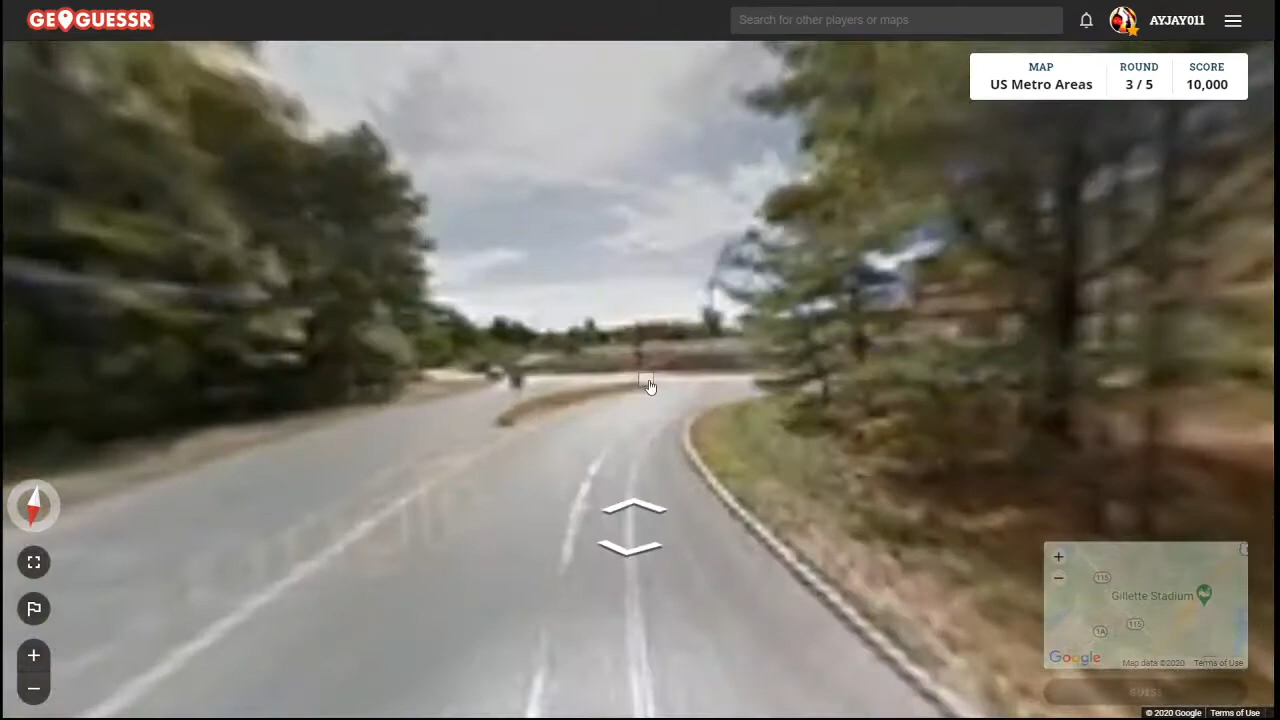 GEOGUESSR
Search for other players or maps
AYJAY011
MAP
US Metro Areas
ROUND
3 / 5
SCORE
10,000
+
−
115
Gillette Stadium
1A
115
Google
Map data ©2020
Terms of Use
GUESS
+
−
© 2020 Google
Terms of Use